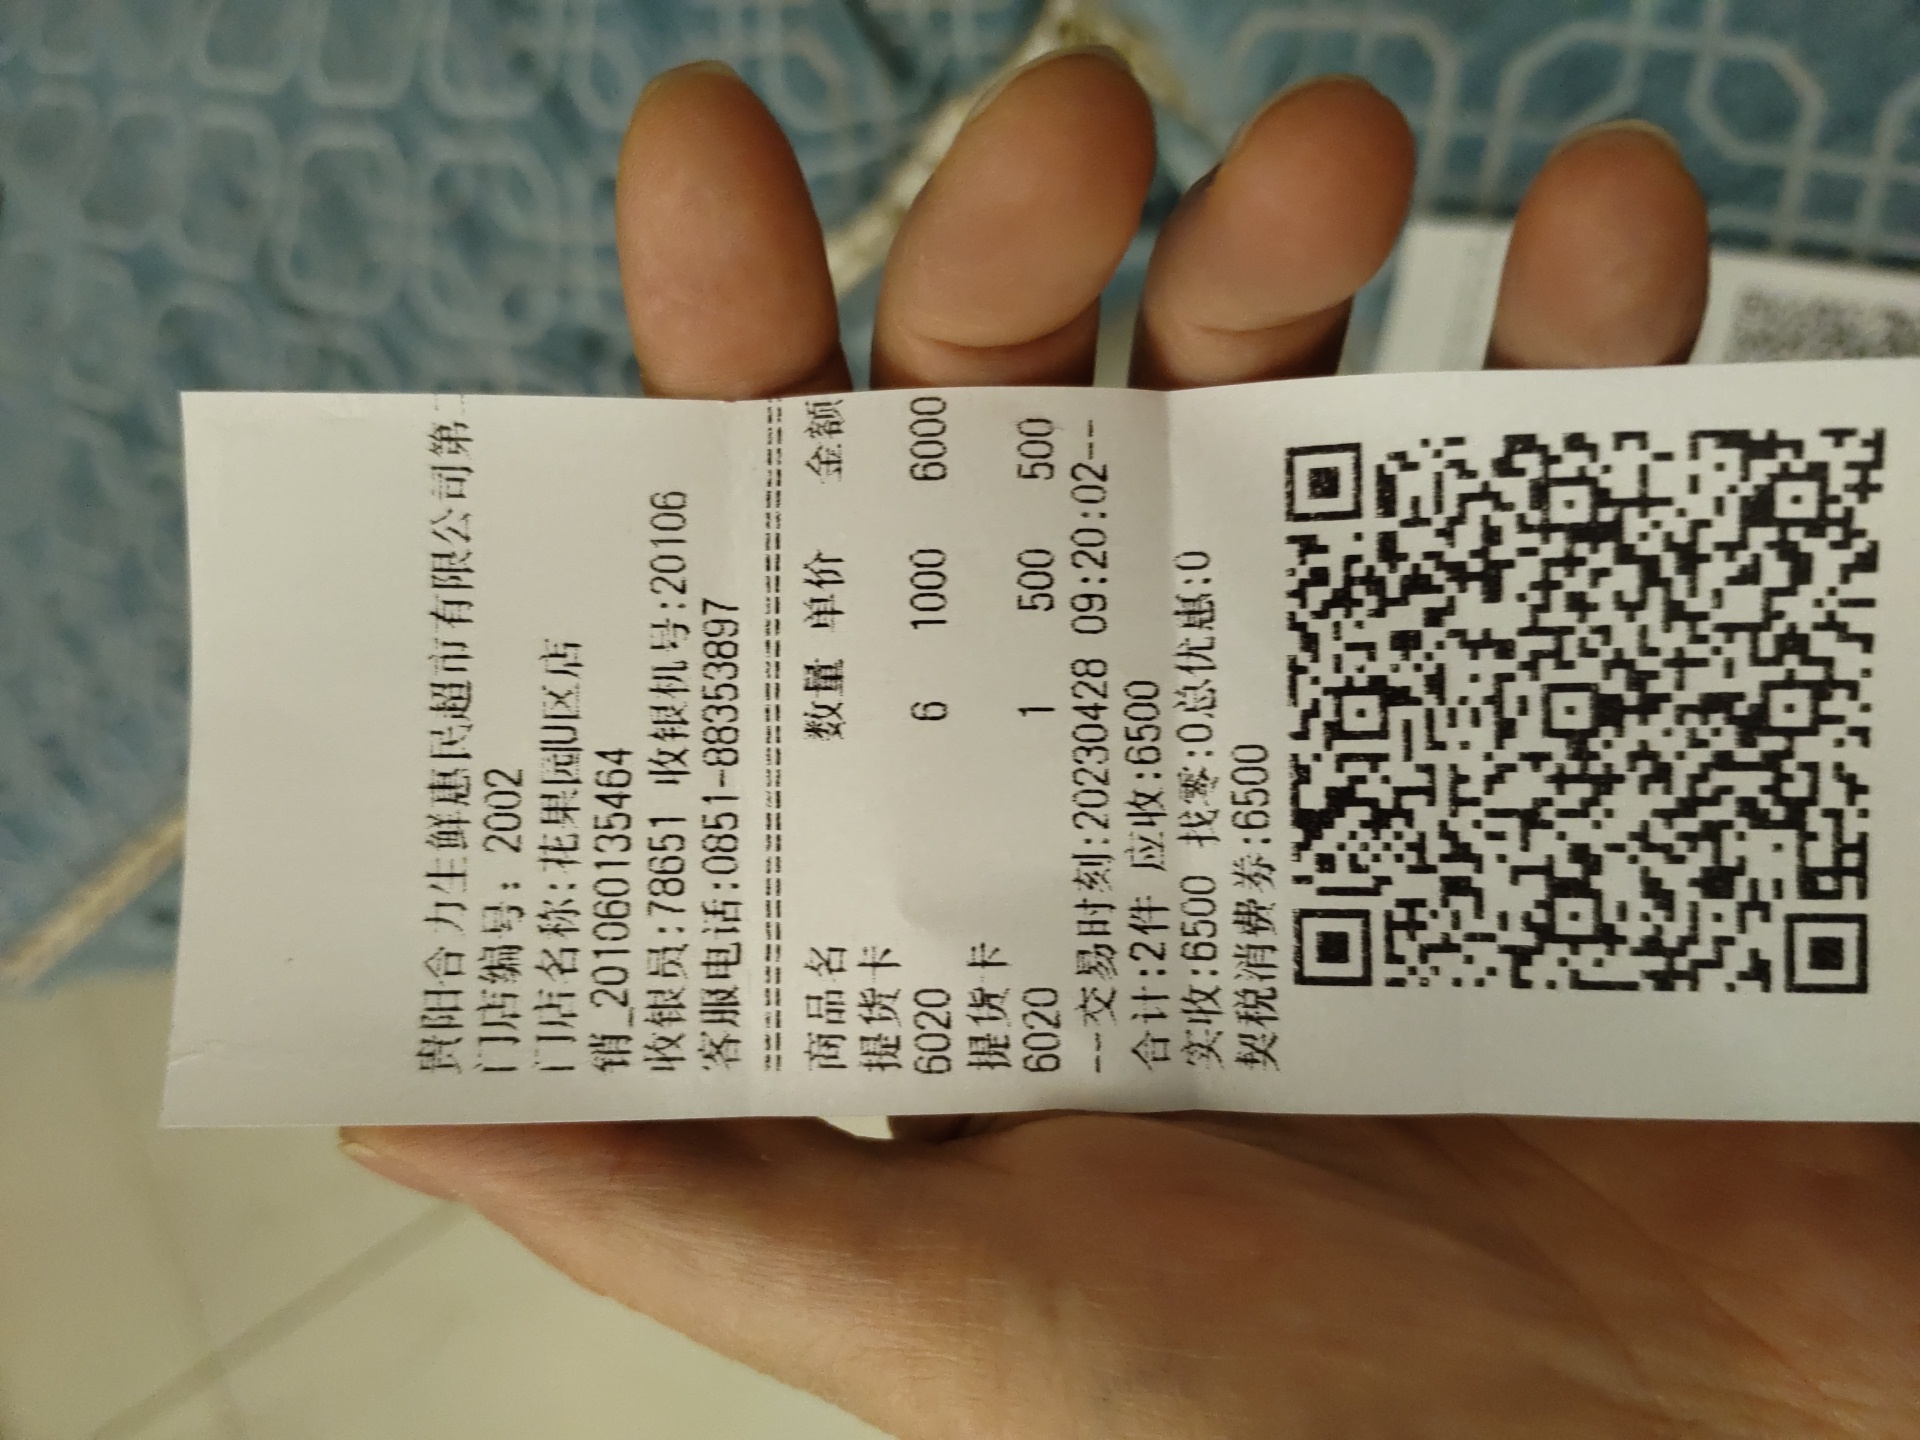 贵阳合力生鲜惠民超市有限公司第二
门店编号: 2002
门店名称:花果园U区店
销_201060135464
收银员:78651 收银机号:20106
客服电话:0851-88353897
商品名 数量 单价 金额
提货卡
6020 6 1000 6000
提货卡
6020 1 500 500
--交易时刻:20230428 09:20:02--
合计:2件 应收:6500
实收:6500 找零:0总优惠:0
契税消费券:6500